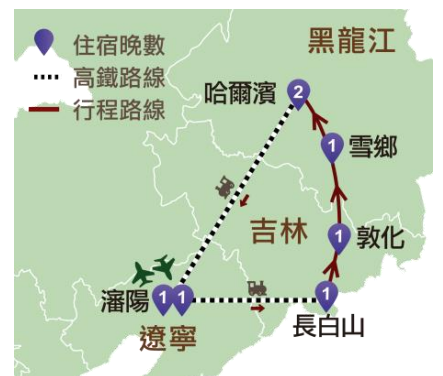 住宿晚數
高鐵路線
行程路線
黑龍江
哈爾濱
2
1
雪鄉
吉林
1
敦化
瀋陽
1
1
1
長白山
遼寧